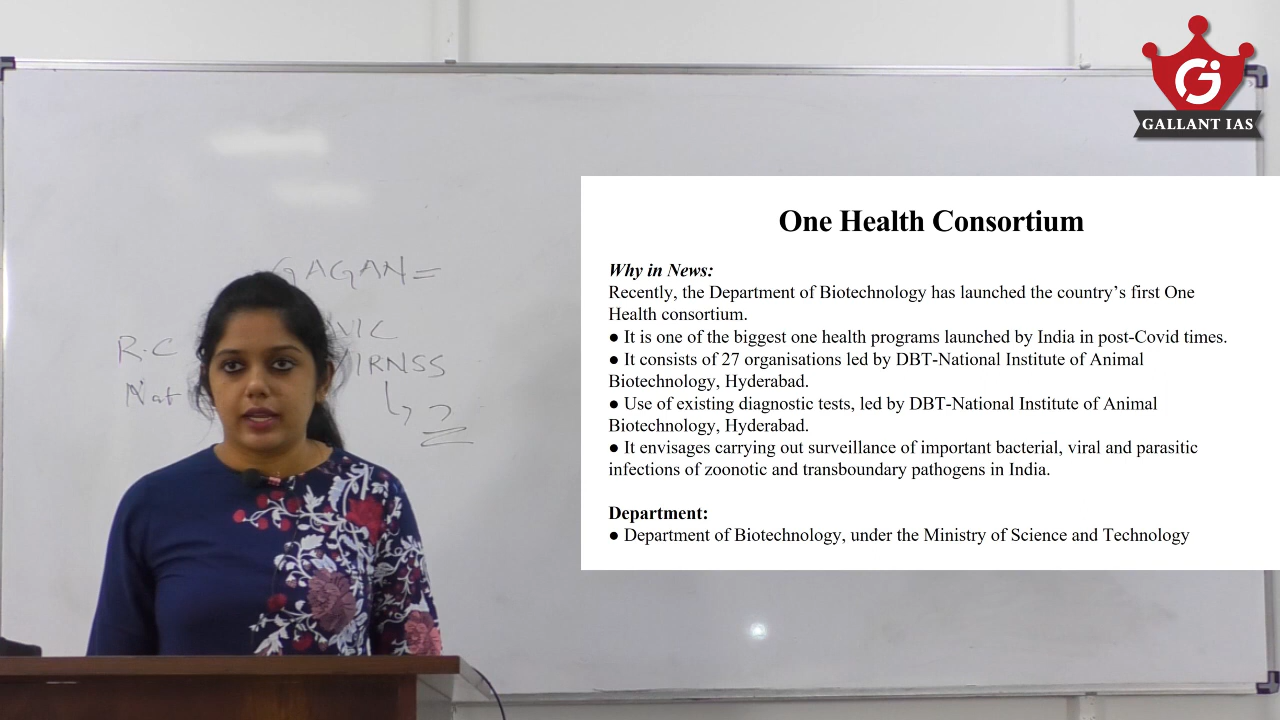 GALLANT IAS
GAGAN =
R.C
VIC
IRNSS
Nat
2
One Health Consortium
Why in News:
Recently, the Department of Biotechnology has launched the country’s first One
Health consortium.
● It is one of the biggest one health programs launched by India in post-Covid times.
● It consists of 27 organisations led by DBT-National Institute of Animal
Biotechnology, Hyderabad.
● Use of existing diagnostic tests, led by DBT-National Institute of Animal
Biotechnology, Hyderabad.
● It envisages carrying out surveillance of important bacterial, viral and parasitic
infections of zoonotic and transboundary pathogens in India.
Department:
● Department of Biotechnology, under the Ministry of Science and Technology